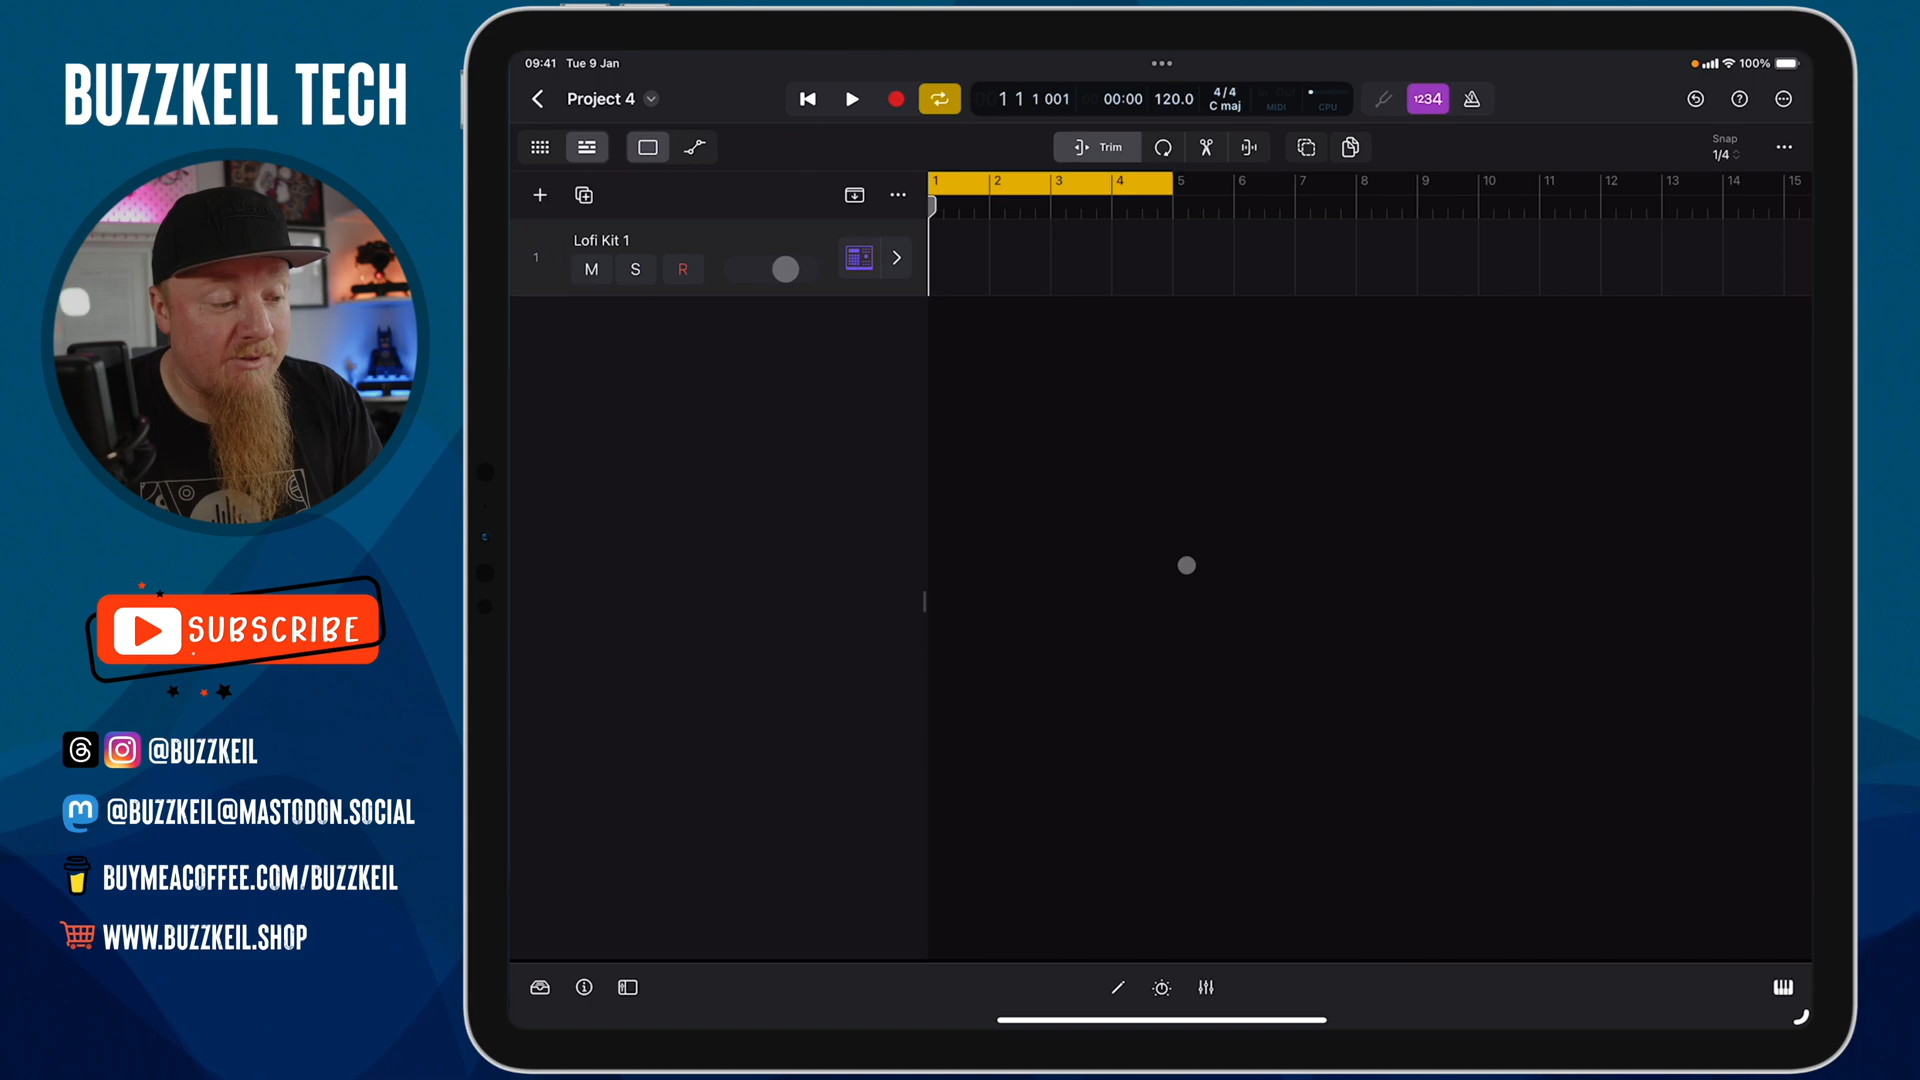 BUZZKEIL TECH
SUBSCRIBE
@BUZZKEIL
@BUZZKEIL@MASTODON.SOCIAL
BUYMEACOFFEE.COM/BUZZKEIL
WWW.BUZZKEIL.SHOP
09:41 Tue 9 Jan
100%
Project 4
1 1 1 001 00:00 120.0
4/4
C maj
In Out
MIDI
CPU
1234
Trim
Snap
1/4
1 2 3 4 5 6 7 8 9 10 11 12 13 14 15
1
Lofi Kit 1
M S R